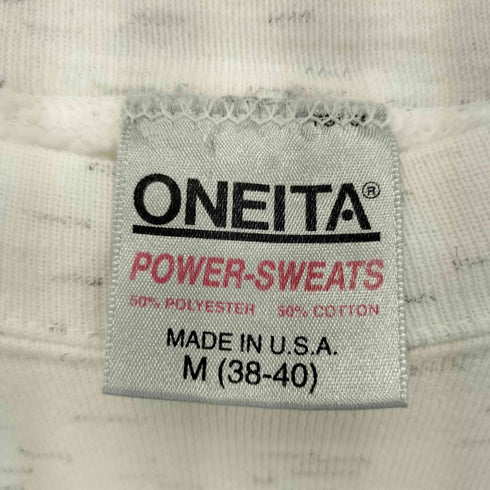 ONEITA®
POWER-SWEATS
50% POLYESTER 50% COTTON
MADE IN U.S.A.
M (38-40)